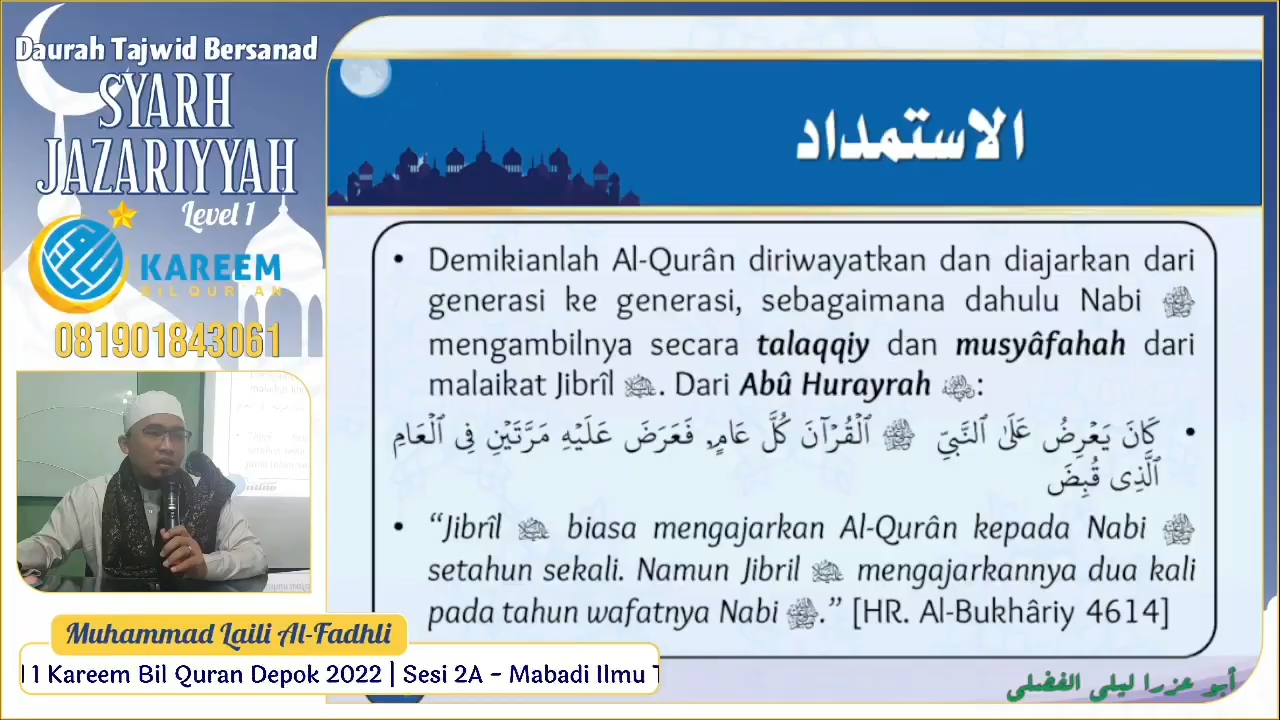 Daurah Tajwid Bersanad
SYARH
JAZARIYYAH
Level 1
KAREEM
BIL QUR'AN
081901843061
الاستمداد
• Demikianlah Al-Qurân diriwayatkan dan diajarkan dari
generasi ke generasi, sebagaimana dahulu Nabi ﷺ
mengambilnya secara talaqqiy dan musyâfahah dari
malaikat Jibrîl. Dari Abû Hurayrah:
• كَانَ يَعْرِضُ عَلَى ٱلنَّبِيِّ ﷺ ٱلْقُرْآنَ كُلَّ عَامٍ فَعَرَضَ عَلَيْهِ مَرَّتَيْنِ فِى ٱلْعَامِ
ٱلَّذِى قُبِضَ
• “Jibrîl biasa mengajarkan Al-Qurân kepada Nabi ﷺ
setahun sekali. Namun Jibril mengajarkannya dua kali
pada tahun wafatnya Nabi ﷺ.” [HR. Al-Bukhâriy 4614]
Muhammad Laili Al-Fadhli
1 Kareem Bil Quran Depok 2022 | Sesi 2A - Mabadi Ilmu
أبو عزرا ليلى الفضلى